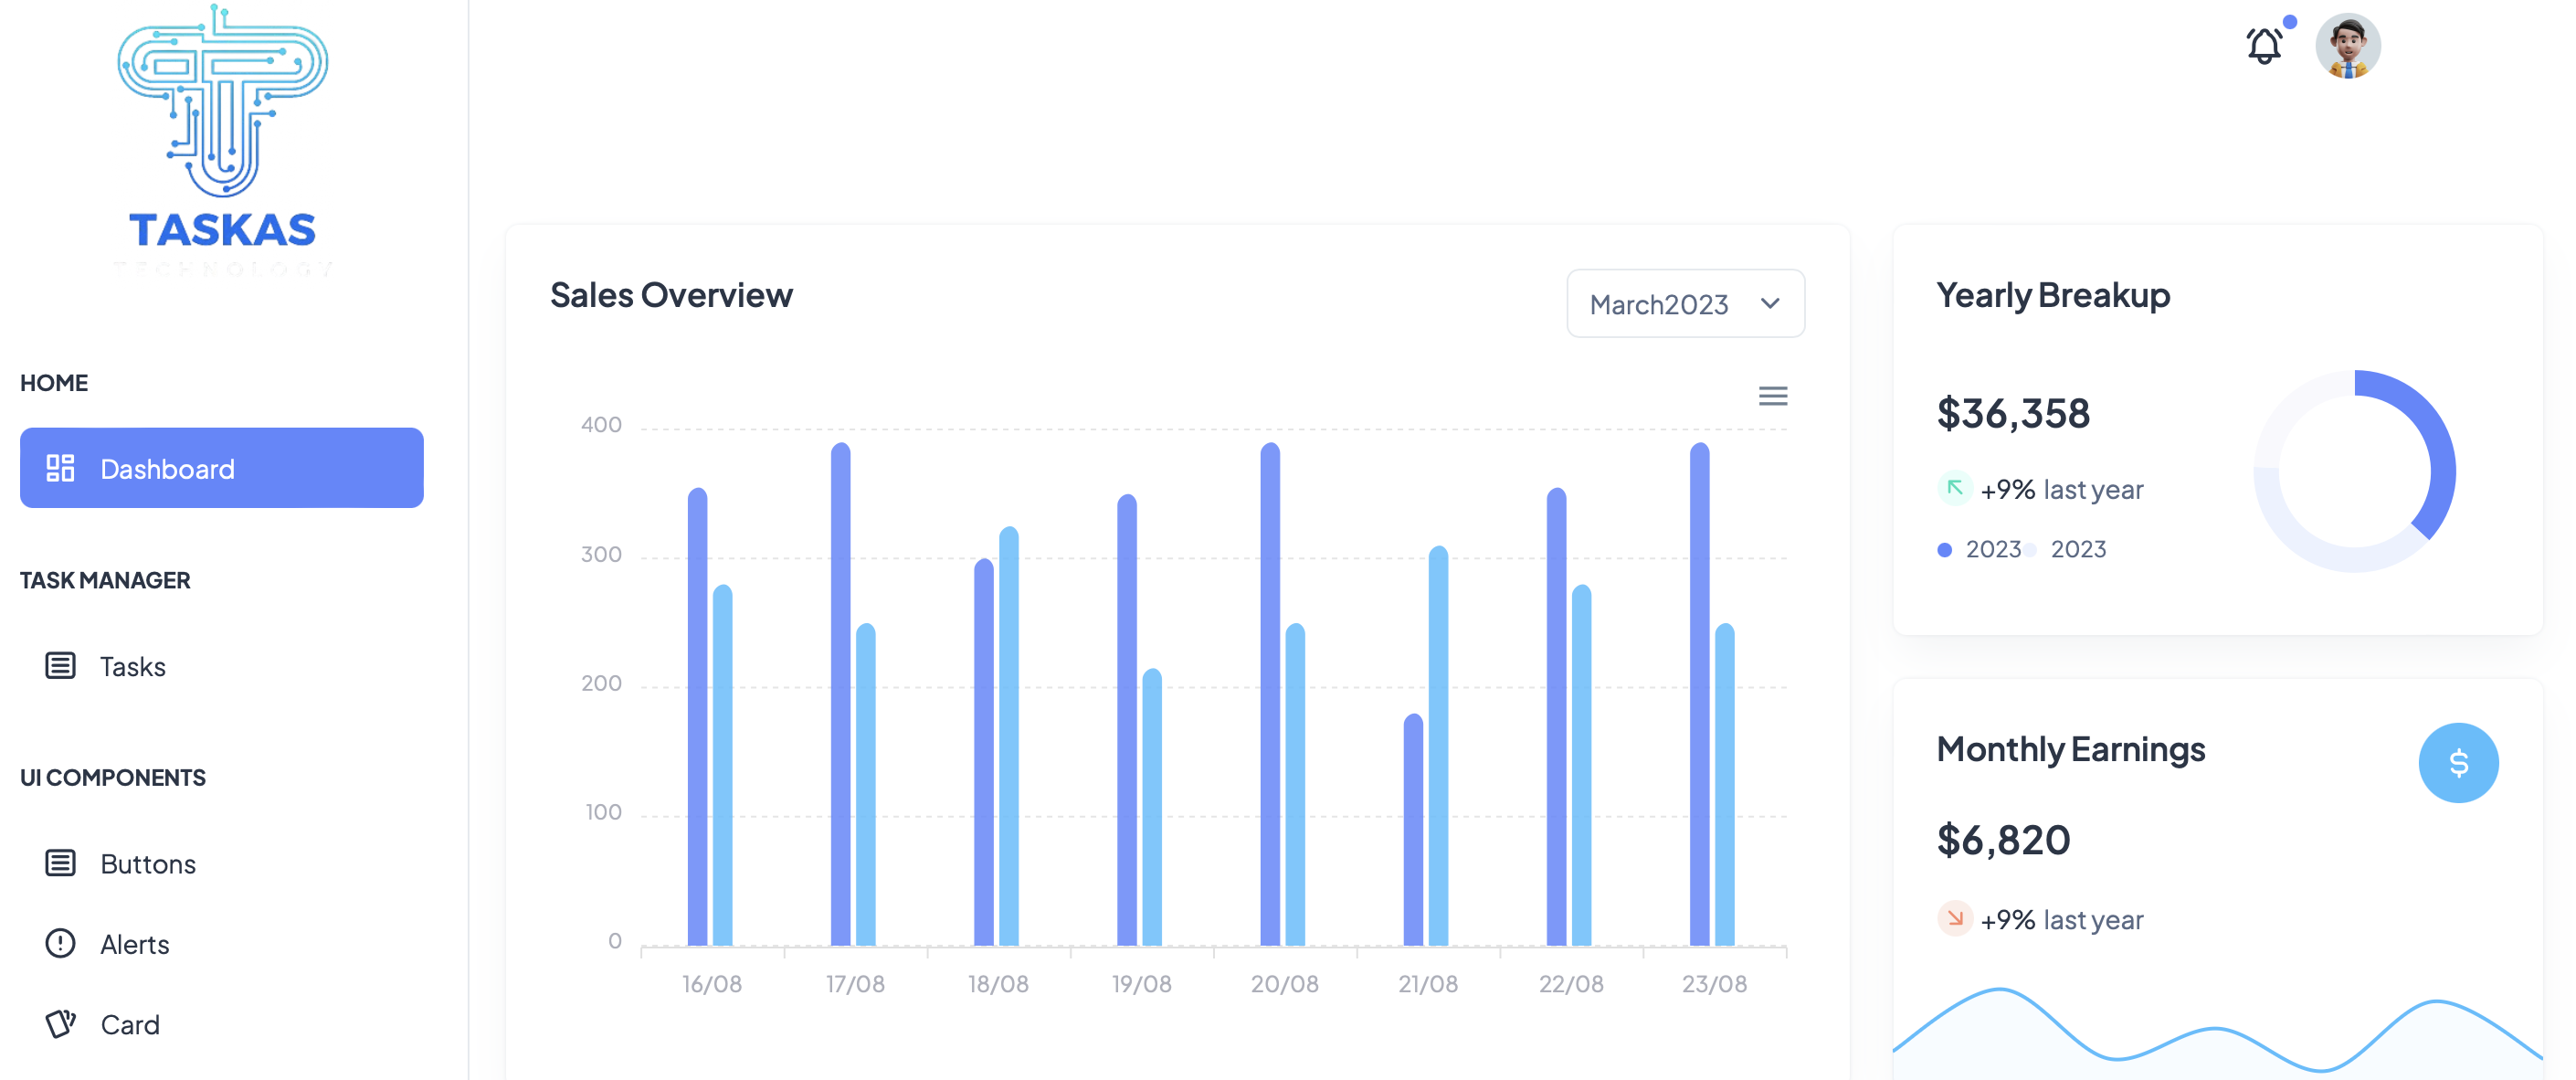 TASKAS
TECHNOLOGY
HOME
Dashboard
TASK MANAGER
Tasks
UI COMPONENTS
Buttons
Alerts
Card
Sales Overview
March2023
400
300
200
100
0
16/08 17/08 18/08 19/08 20/08 21/08 22/08 23/08
Yearly Breakup
$36,358
+9% last year
2023 2023
Monthly Earnings
$
$6,820
+9% last year